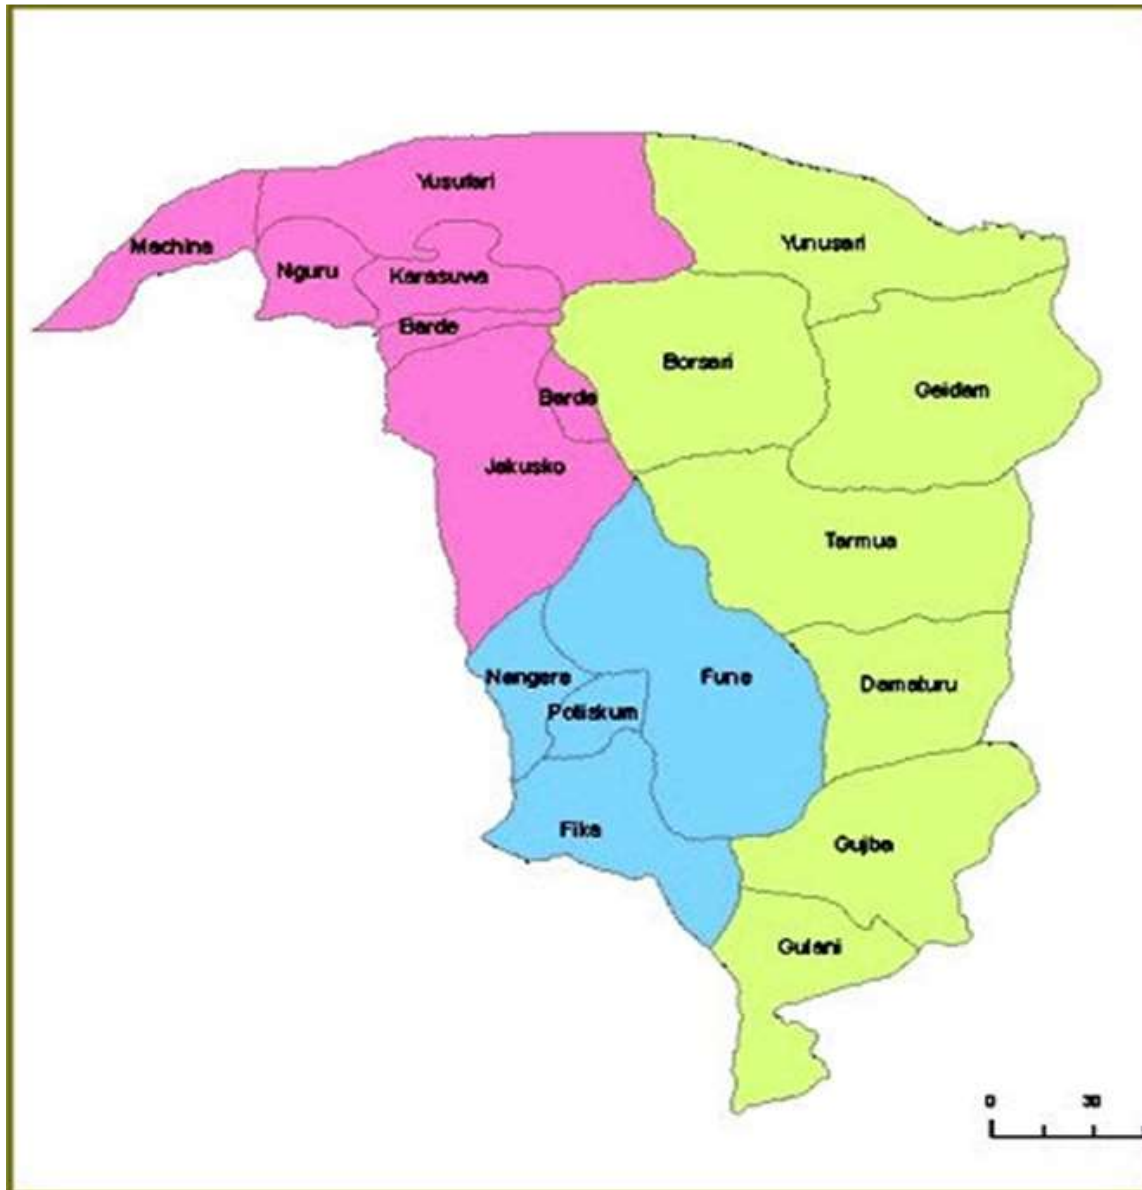 Yusufari
Yunusari
Machina
Nguru
Karasuwa
Barde
Borsari
Geidam
Barde
Jakusko
Tarmua
Nangere
Fune
Damaturu
Potiskum
Fika
Gujba
Gulani
0 30